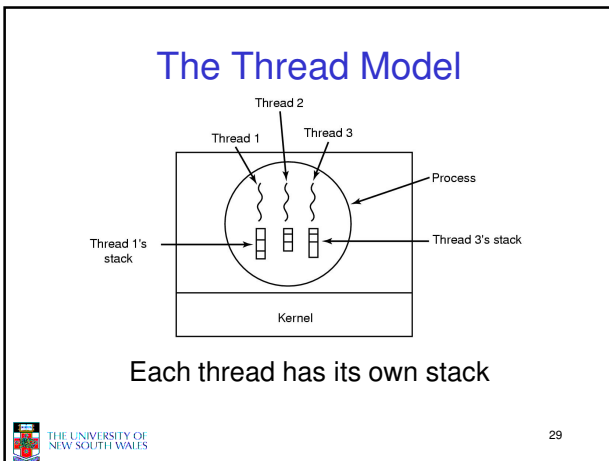 The Thread Model
Thread 2
Thread 1
Thread 3
Process
Thread 1's
stack
Thread 3's stack
Kernel
Each thread has its own stack
THE UNIVERSITY OF
NEW SOUTH WALES
29